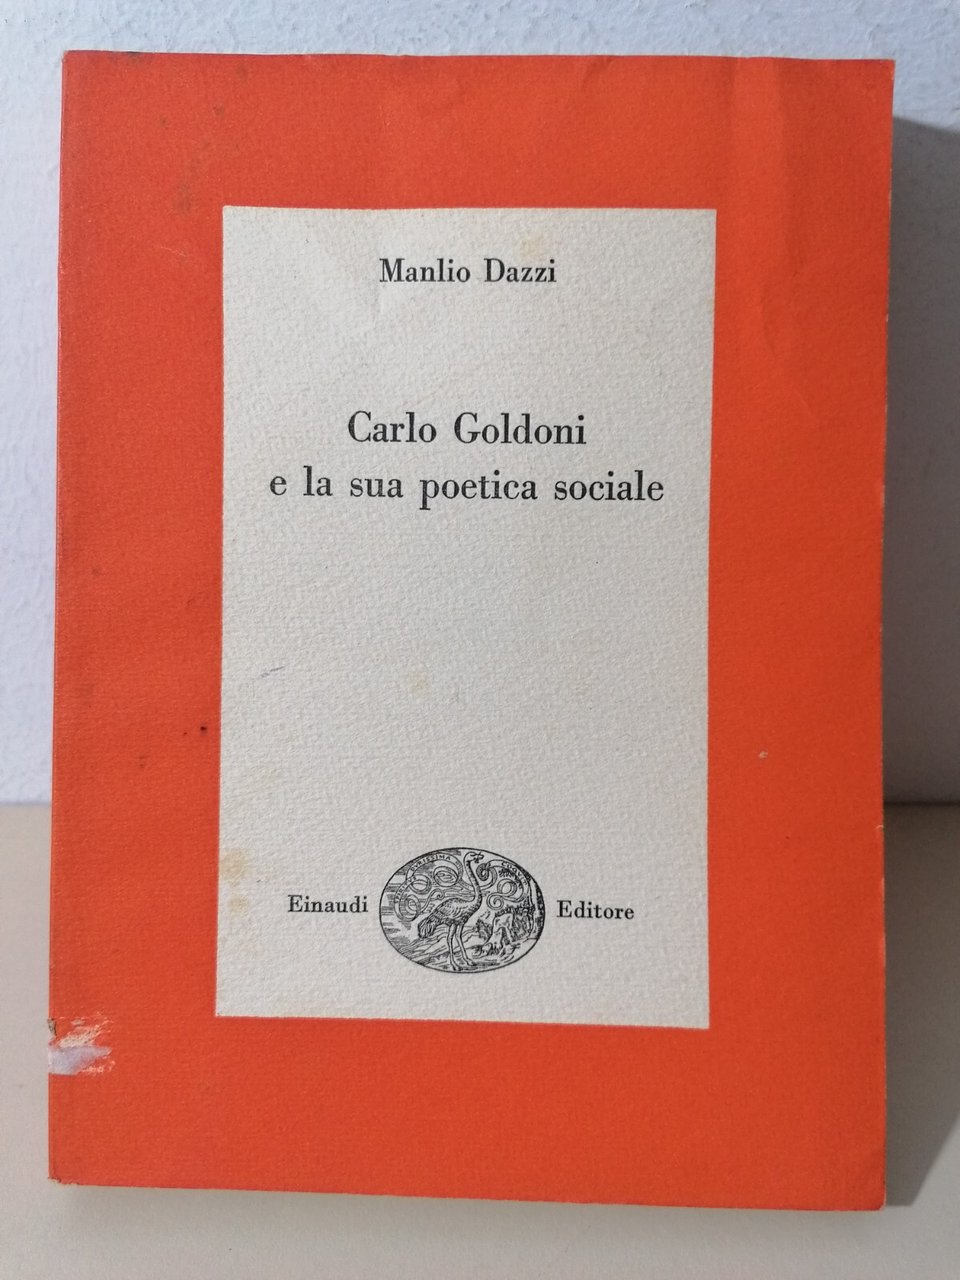 Manlio Dazzi
Carlo Goldoni
e la sua poetica sociale
Einaudi Editore